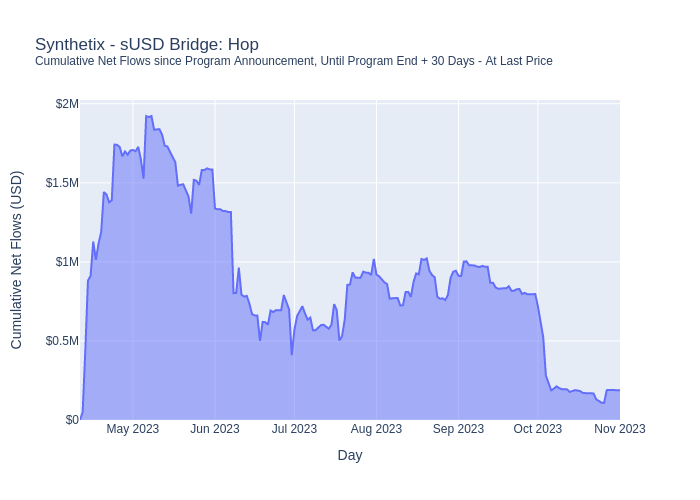 Synthetix - sUSD Bridge: Hop
Cumulative Net Flows since Program Announcement, Until Program End + 30 Days - At Last Price
$2M
$1.5M
$1M
$0.5M
$0
Cumulative Net Flows (USD)
May 2023
Jun 2023
Jul 2023
Aug 2023
Sep 2023
Oct 2023
Nov 2023
Day